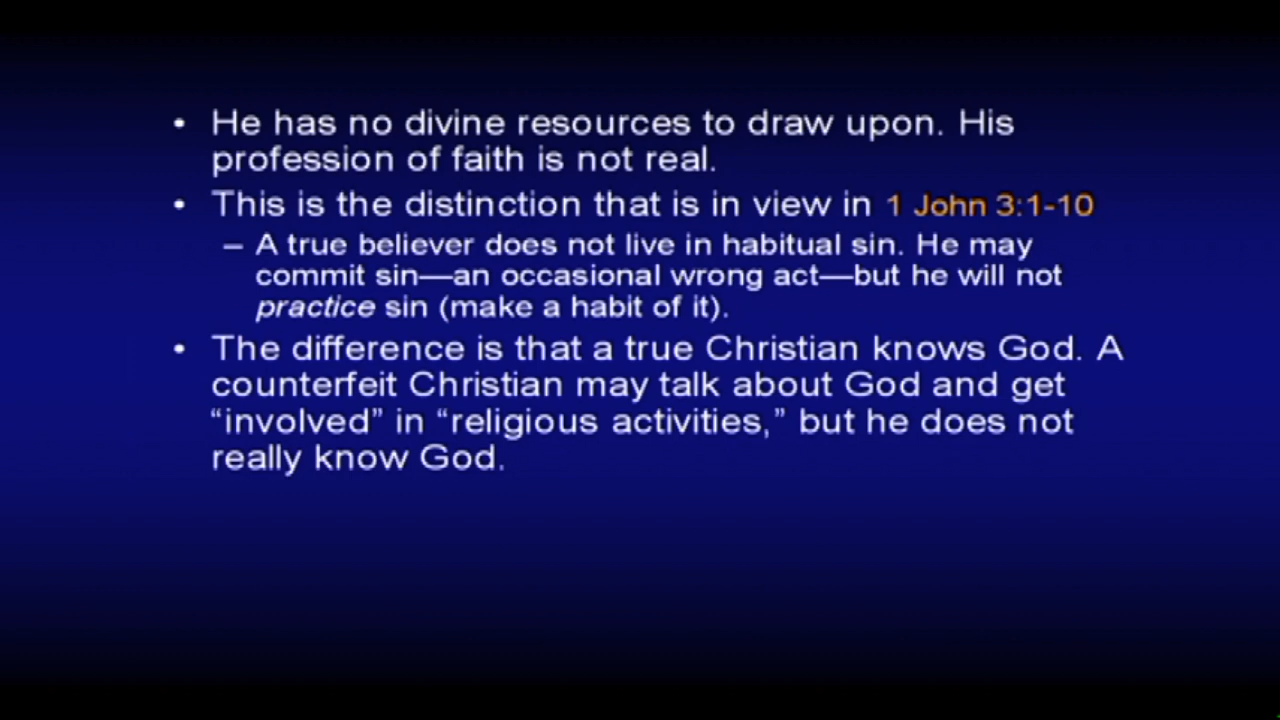 • He has no divine resources to draw upon. His
profession of faith is not real.
• This is the distinction that is in view in 1 John 3:1-10
– A true believer does not live in habitual sin. He may
commit sin—an occasional wrong act—but he will not
practice sin (make a habit of it).
• The difference is that a true Christian knows God. A
counterfeit Christian may talk about God and get
“involved” in “religious activities,” but he does not
really know God.